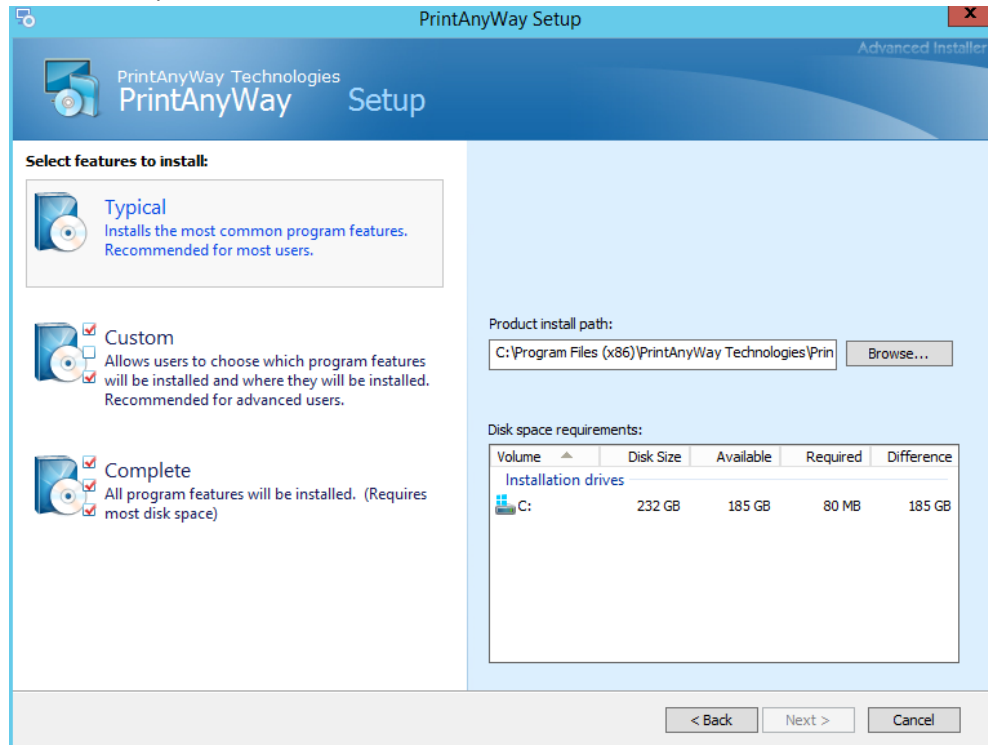 PrintAnyWay Setup
x
Advanced Installer
PrintAnyWay Technologies
PrintAnyWay Setup
Select features to install:
Typical
Installs the most common program features.
Recommended for most users.
Custom
Allows users to choose which program features
will be installed and where they will be installed.
Recommended for advanced users.
Complete
All program features will be installed. (Requires
most disk space)
Product install path:
C:\Program Files (x86)\PrintAnyWay Technologies\Prin Browse...
Disk space requirements:
Volume Disk Size Available Required Difference
Installation drives
C: 232 GB 185 GB 80 MB 185 GB
< Back Next > Cancel